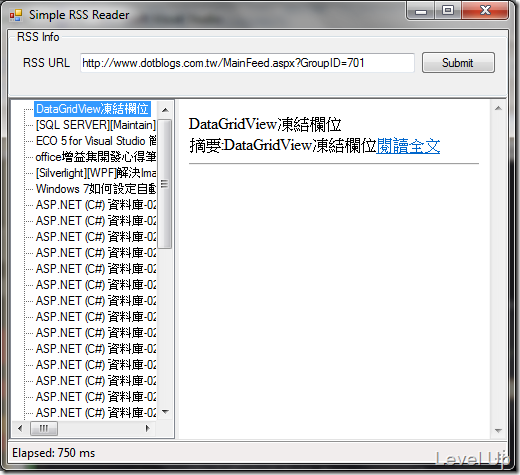 Simple RSS Reader
RSS Info
RSS URL http://www.dotblogs.com.tw/MainFeed.aspx?GroupID=701 Submit
DataGridView凍結欄位
[SQL SERVER][Maintain]
ECO 5 for Visual Studio
office增益集開發心得筆
[Silverlight][WPF]解決Ima
Windows 7如何設定自動
ASP.NET (C#) 資料庫-02
ASP.NET (C#) 資料庫-02
ASP.NET (C#) 資料庫-02
ASP.NET (C#) 資料庫-02
ASP.NET (C#) 資料庫-02
ASP.NET (C#) 資料庫-02
ASP.NET (C#) 資料庫-02
ASP.NET (C#) 資料庫-02
ASP.NET (C#) 資料庫-02
ASP.NET (C#) 資料庫-02
ASP.NET (C#) 資料庫-02
ASP.NET (C#) 資料庫-02
ASP.NET (C#) 資料庫-02
ASP.NET (C#) 資料庫-02
DataGridView凍結欄位
摘要:DataGridView凍結欄位閱讀全文
Elapsed: 750 ms
Level Up